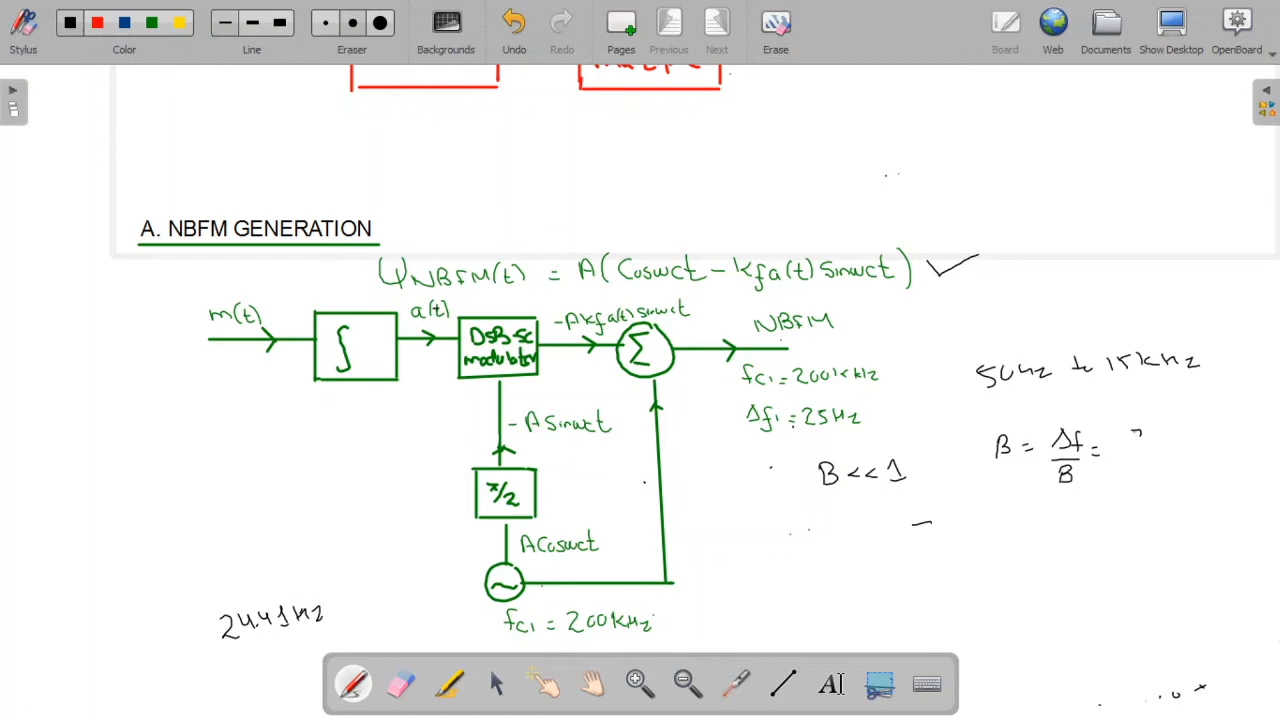 Stylus Color Line Eraser Backgrounds Undo Redo Pages Previous Next Erase Board Web Documents Show Desktop OpenBoard
A. NBFM GENERATION
ΨNBFM(t) = A(Cosωct - kfa(t) Sinωct)
m(t)
∫
a(t)
DSB-SC
modulator
-Akfa(t) sinωct
Σ
NBFM
fc1 = 200kHz
Δf1 = 25Hz
50Hz to 15kHz
B = Δf/B =
B << 1
-ASinωct
π/2
ACosωct
~
fc1 = 200kHz
24.41Hz